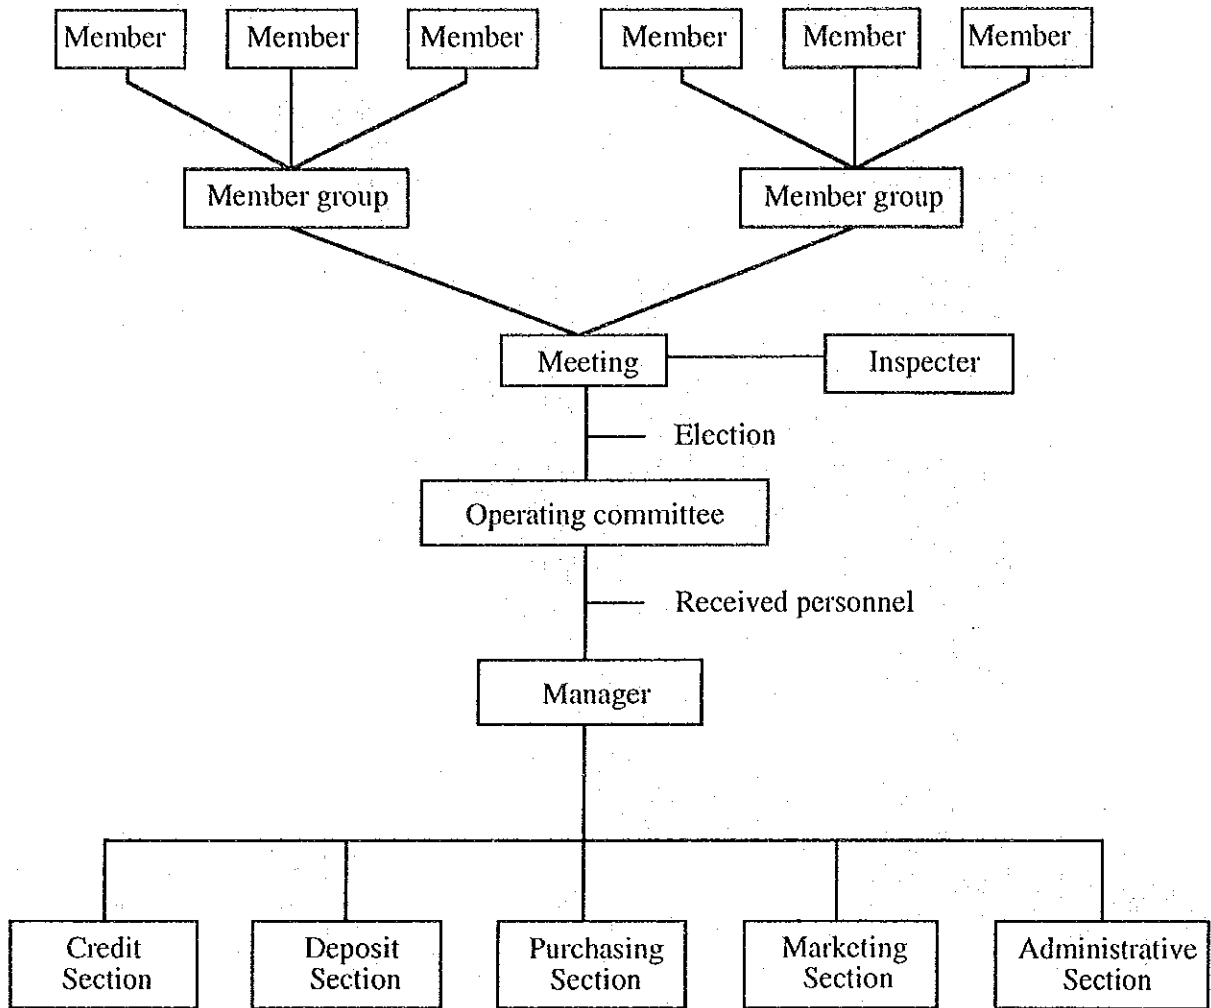 Member
Member
Member
Member
Member
Member
Member group
Member group
Meeting
Inspecter
Election
Operating committee
Received personnel
Manager
Credit
Section
Deposit
Section
Purchasing
Section
Marketing
Section
Administrative
Section